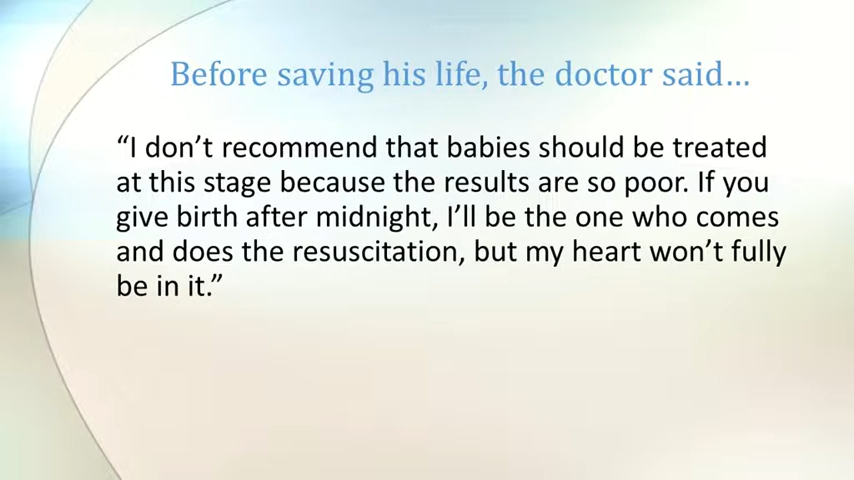 Before saving his life, the doctor said…
“I don’t recommend that babies should be treated
at this stage because the results are so poor. If you
give birth after midnight, I’ll be the one who comes
and does the resuscitation, but my heart won’t fully
be in it.”